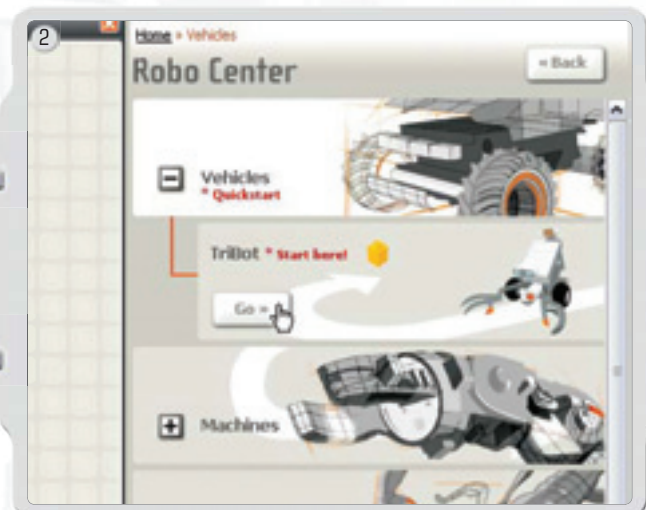 2
Home » Vehicles
Robo Center
« Back
Vehicles
* Quickstart
TriBot * Start here!
Go »
Machines